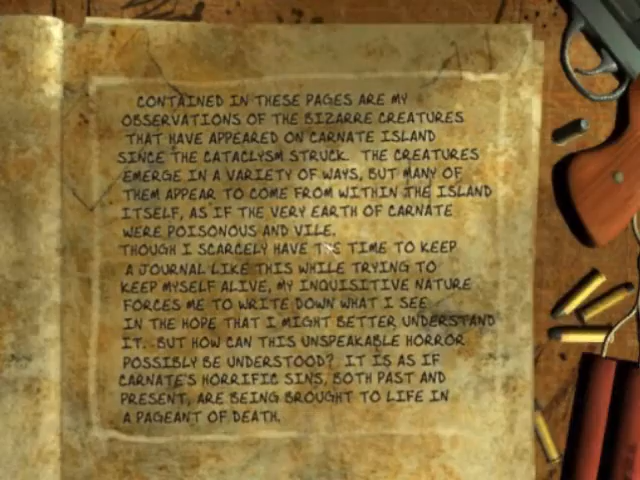 CONTAINED IN THESE PAGES ARE MY
OBSERVATIONS OF THE BIZARRE CREATURES
THAT HAVE APPEARED ON CARNATE ISLAND
SINCE THE CATACLYSM STRUCK. THE CREATURES
EMERGE IN A VARIETY OF WAYS, BUT MANY OF
THEM APPEAR TO COME FROM WITHIN THE ISLAND
ITSELF, AS IF THE VERY EARTH OF CARNATE
WERE POISONOUS AND VILE.
THOUGH I SCARCELY HAVE TIME TO KEEP
A JOURNAL LIKE THIS WHILE TRYING TO
KEEP MYSELF ALIVE, MY INQUISITIVE NATURE
FORCES ME TO WRITE DOWN WHAT I SEE
IN THE HOPE THAT I MIGHT BETTER UNDERSTAND
IT. BUT HOW CAN THIS UNSPEAKABLE HORROR
POSSIBLY BE UNDERSTOOD? IT IS AS IF
CARNATE'S HORRIFIC SINS, BOTH PAST AND
PRESENT, ARE BEING BROUGHT TO LIFE IN
A PAGEANT OF DEATH.